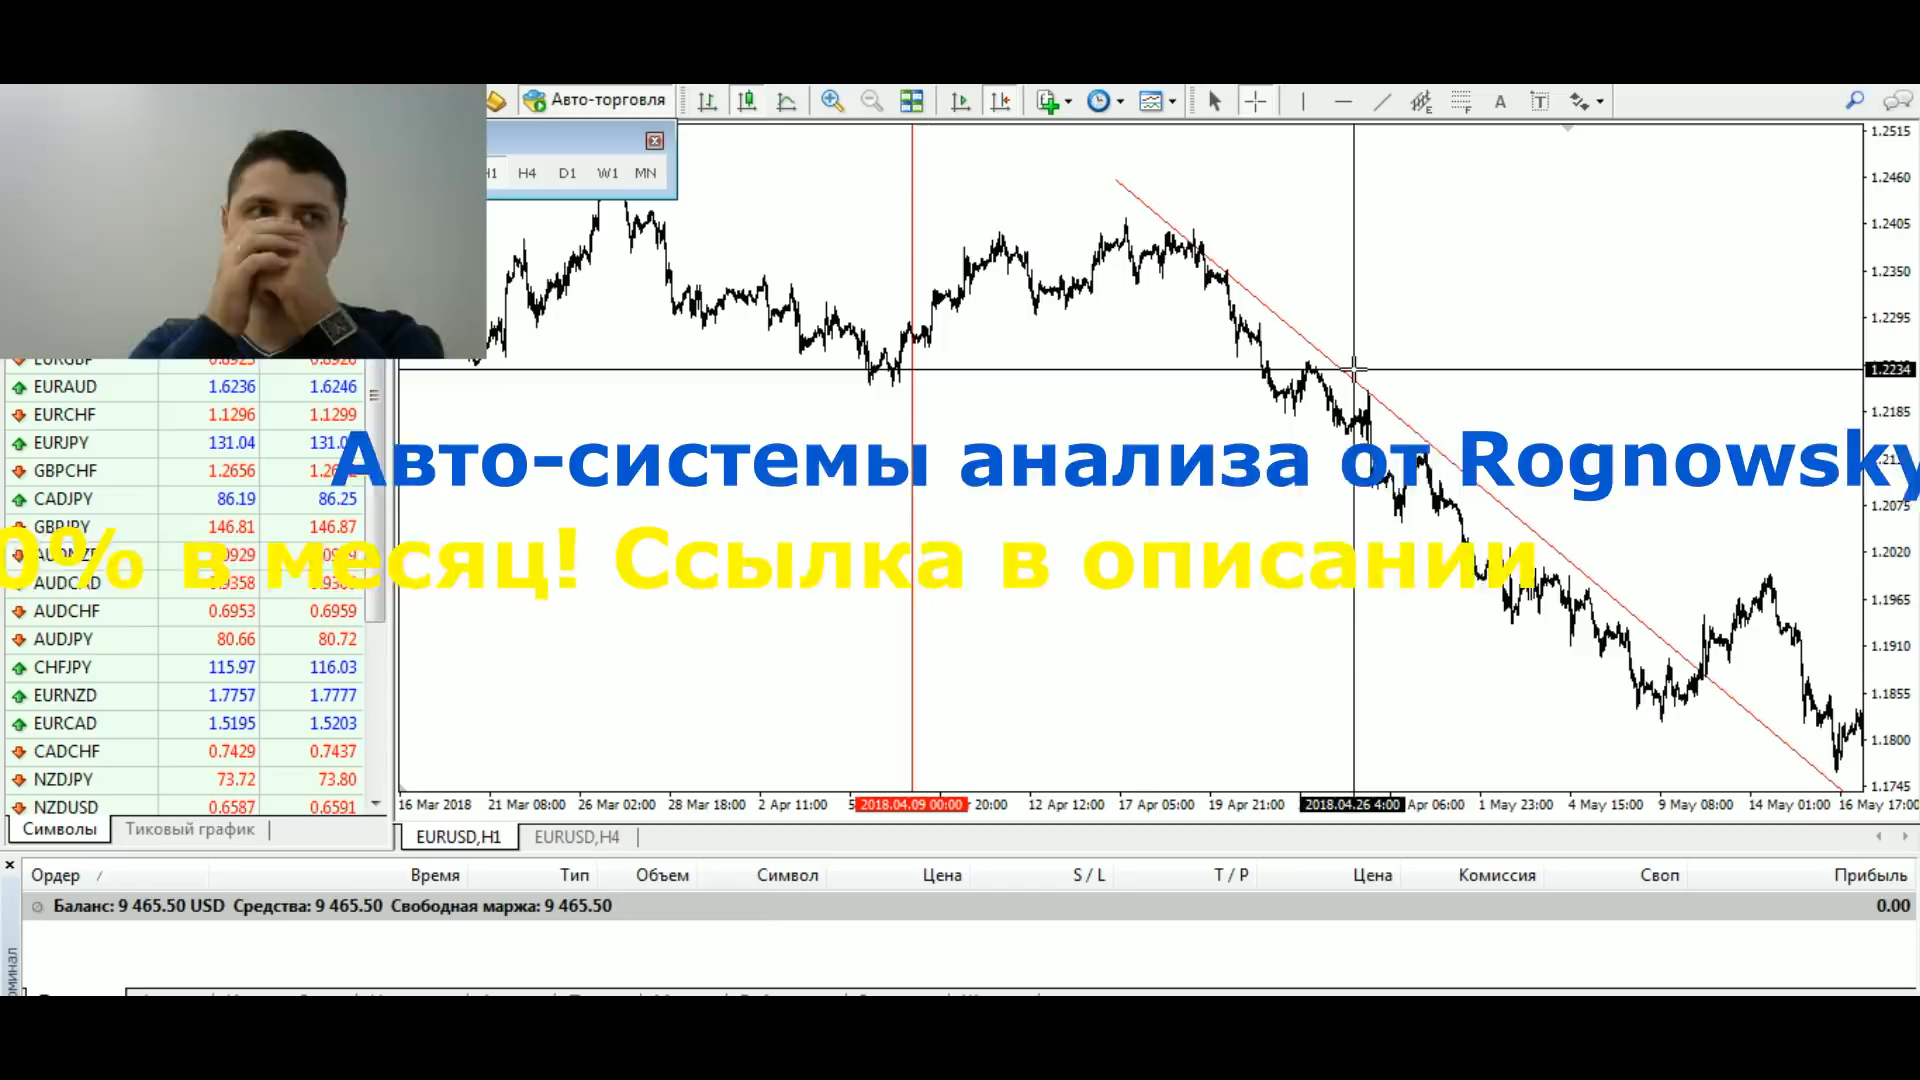 Авто-торговля
H4 D1 W1 MN
1.2515
1.2460
1.2405
1.2350
1.2295
1.2234
1.2185
1.2075
1.2020
1.1965
1.1910
1.1855
1.1800
1.1745
EURAUD 1.6236 1.6246
EURCHF 1.1296 1.1299
EURJPY 131.04
GBPCHF 1.2656
CADJPY 86.19 86.25
GBPJPY 146.81 146.87
AUDCAD
AUDCHF 0.6953 0.6959
AUDJPY 80.66 80.72
CHFJPY 115.97 116.03
EURNZD 1.7757 1.7777
EURCAD 1.5195 1.5203
CADCHF 0.7429 0.7437
NZDJPY 73.72 73.80
NZDUSD 0.6587 0.6591
Символы Тиковый график
Авто-системы анализа от Rognowsky
0% в месяц! Ссылка в описании
16 Mar 2018 21 Mar 08:00 26 Mar 02:00 28 Mar 18:00 2 Apr 11:00 5 2018.04.09 00:00 20:00 12 Apr 12:00 17 Apr 05:00 19 Apr 21:00 2018.04.26 4:00 Apr 06:00 1 May 23:00 4 May 15:00 9 May 08:00 14 May 01:00 16 May 17:00
EURUSD,H1 EURUSD,H4
Ордер / Время Тип Объем Символ Цена S / L T / P Цена Комиссия Своп Прибыль
Баланс: 9 465.50 USD Средства: 9 465.50 Свободная маржа: 9 465.50 0.00